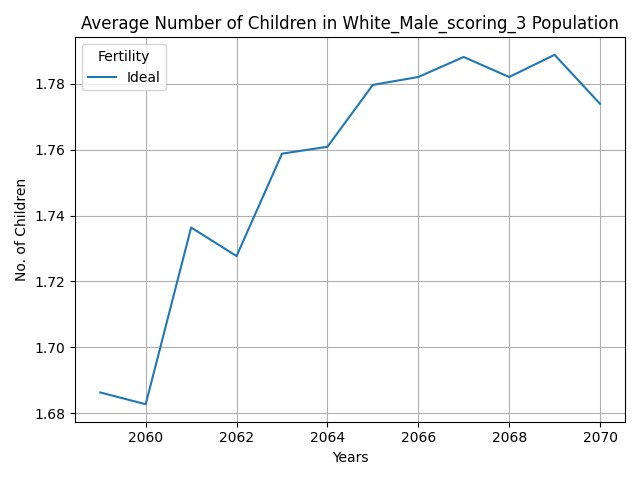 Average Number of Children in White_Male_scoring_3 Population
Fertility
Ideal
1.78
1.76
1.74
1.72
1.70
1.68
No. of Children
2060 2062 2064 2066 2068 2070
Years